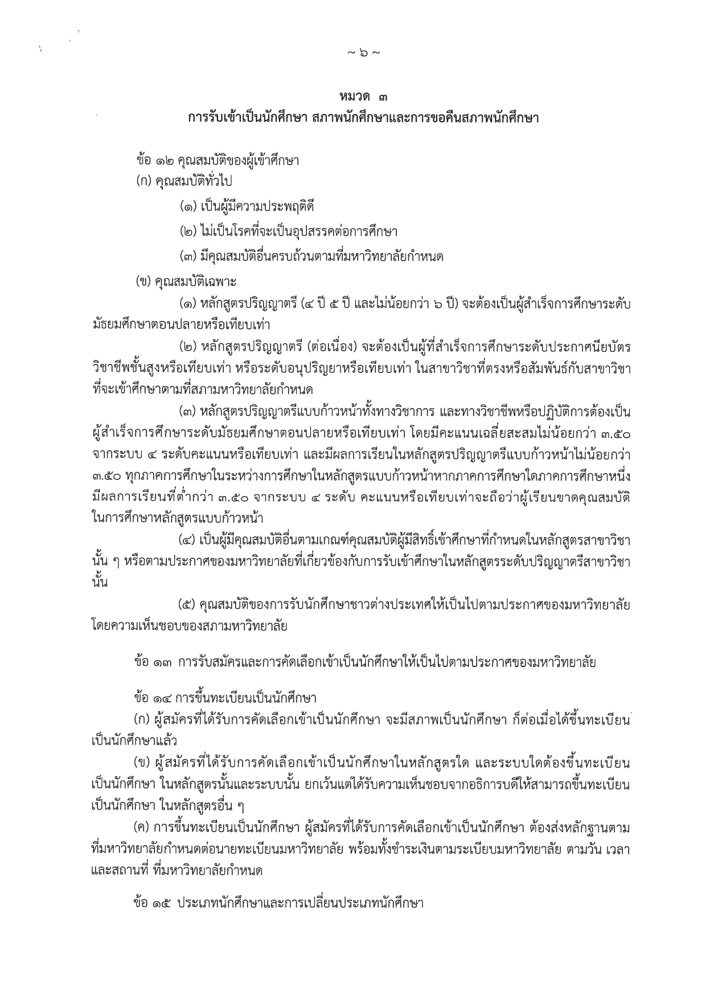 ~ ๖ ~
หมวด ๓
การรับเข้าเป็นนักศึกษา สภาพนักศึกษาและการขอคืนสภาพนักศึกษา
ข้อ ๑๒ คุณสมบัติของผู้เข้าศึกษา
(ก) คุณสมบัติทั่วไป
(๑) เป็นผู้มีความประพฤติดี
(๒) ไม่เป็นโรคที่จะเป็นอุปสรรคต่อการศึกษา
(๓) มีคุณสมบัติอื่นครบถ้วนตามที่มหาวิทยาลัยกำหนด
(ข) คุณสมบัติเฉพาะ
(๑) หลักสูตรปริญญาตรี (๔ ปี ๕ ปี และไม่น้อยกว่า ๖ ปี) จะต้องเป็นผู้สำเร็จการศึกษาระดับ
มัธยมศึกษาตอนปลายหรือเทียบเท่า
(๒) หลักสูตรปริญญาตรี (ต่อเนื่อง) จะต้องเป็นผู้ที่สำเร็จการศึกษาระดับประกาศนียบัตร
วิชาชีพชั้นสูงหรือเทียบเท่า หรือระดับอนุปริญยาหรือเทียบเท่า ในสาขาวิชาที่ตรงหรือสัมพันธ์กับสาขาวิชา
ที่จะเข้าศึกษาตามที่สภามหาวิทยาลัยกำหนด
(๓) หลักสูตรปริญญาตรีแบบก้าวหน้าทั้งทางวิชาการ และทางวิชาชีพหรือปฏิบัติการต้องเป็น
ผู้สำเร็จการศึกษาระดับมัธยมศึกษาตอนปลายหรือเทียบเท่า โดยมีคะแนนเฉลี่ยสะสมไม่น้อยกว่า ๓.๕๐
จากระบบ ๔ ระดับคะแนนหรือเทียบเท่า และมีผลการเรียนในหลักสูตรปริญญาตรีแบบก้าวหน้าไม่น้อยกว่า
๓.๕๐ ทุกภาคการศึกษาในระหว่างการศึกษาในหลักสูตรแบบก้าวหน้าหากภาคการศึกษาใดภาคการศึกษาหนึ่ง
มีผลการเรียนที่ต่ำกว่า ๓.๕๐ จากระบบ ๔ ระดับ คะแนนหรือเทียบเท่าจะถือว่าผู้เรียนขาดคุณสมบัติ
ในการศึกษาหลักสูตรแบบก้าวหน้า
(๔) เป็นผู้มีคุณสมบัติอื่นตามเกณฑ์คุณสมบัติผู้มีสิทธิ์เข้าศึกษาที่กำหนดในหลักสูตรสาขาวิชา
นั้น ๆ หรือตามประกาศของมหาวิทยาลัยที่เกี่ยวข้องกับการรับเข้าศึกษาในหลักสูตรระดับปริญญาตรีสาขาวิชา
นั้น
(๕) คุณสมบัติของการรับนักศึกษาชาวต่างประเทศให้เป็นไปตามประกาศของมหาวิทยาลัย
โดยความเห็นชอบของสภามหาวิทยาลัย
ข้อ ๑๓ การรับสมัครและการคัดเลือกเข้าเป็นนักศึกษาให้เป็นไปตามประกาศของมหาวิทยาลัย
ข้อ ๑๔ การขึ้นทะเบียนเป็นนักศึกษา
(ก) ผู้สมัครที่ได้รับการคัดเลือกเข้าเป็นนักศึกษา จะมีสภาพเป็นนักศึกษา ก็ต่อเมื่อได้ขึ้นทะเบียน
เป็นนักศึกษาแล้ว
(ข) ผู้สมัครที่ได้รับการคัดเลือกเข้าเป็นนักศึกษาในหลักสูตรใด และระบบใดต้องขึ้นทะเบียน
เป็นนักศึกษา ในหลักสูตรนั้นและระบบนั้น ยกเว้นแต่ได้รับความเห็นชอบจากอธิการบดีให้สามารถขึ้นทะเบียน
เป็นนักศึกษา ในหลักสูตรอื่น ๆ
(ค) การขึ้นทะเบียนเป็นนักศึกษา ผู้สมัครที่ได้รับการคัดเลือกเข้าเป็นนักศึกษา ต้องส่งหลักฐานตาม
ที่มหาวิทยาลัยกำหนดต่อนายทะเบียนมหาวิทยาลัย พร้อมทั้งชำระเงินตามระเบียบมหาวิทยาลัย ตามวัน เวลา
และสถานที่ ที่มหาวิทยาลัยกำหนด
ข้อ ๑๕ ประเภทนักศึกษาและการเปลี่ยนประเภทนักศึกษา